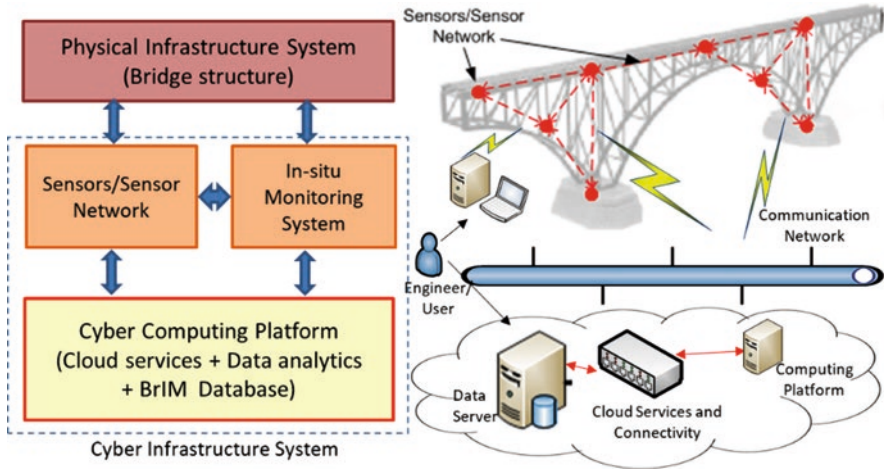 Physical Infrastructure System
(Bridge structure)
Sensors/Sensor
Network
In-situ
Monitoring
System
Cyber Computing Platform
(Cloud services + Data analytics
+ BrIM Database)
Cyber Infrastructure System
Sensors/Sensor
Network
Communication
Network
Engineer/
User
Data
Server
Cloud Services and
Connectivity
Computing
Platform